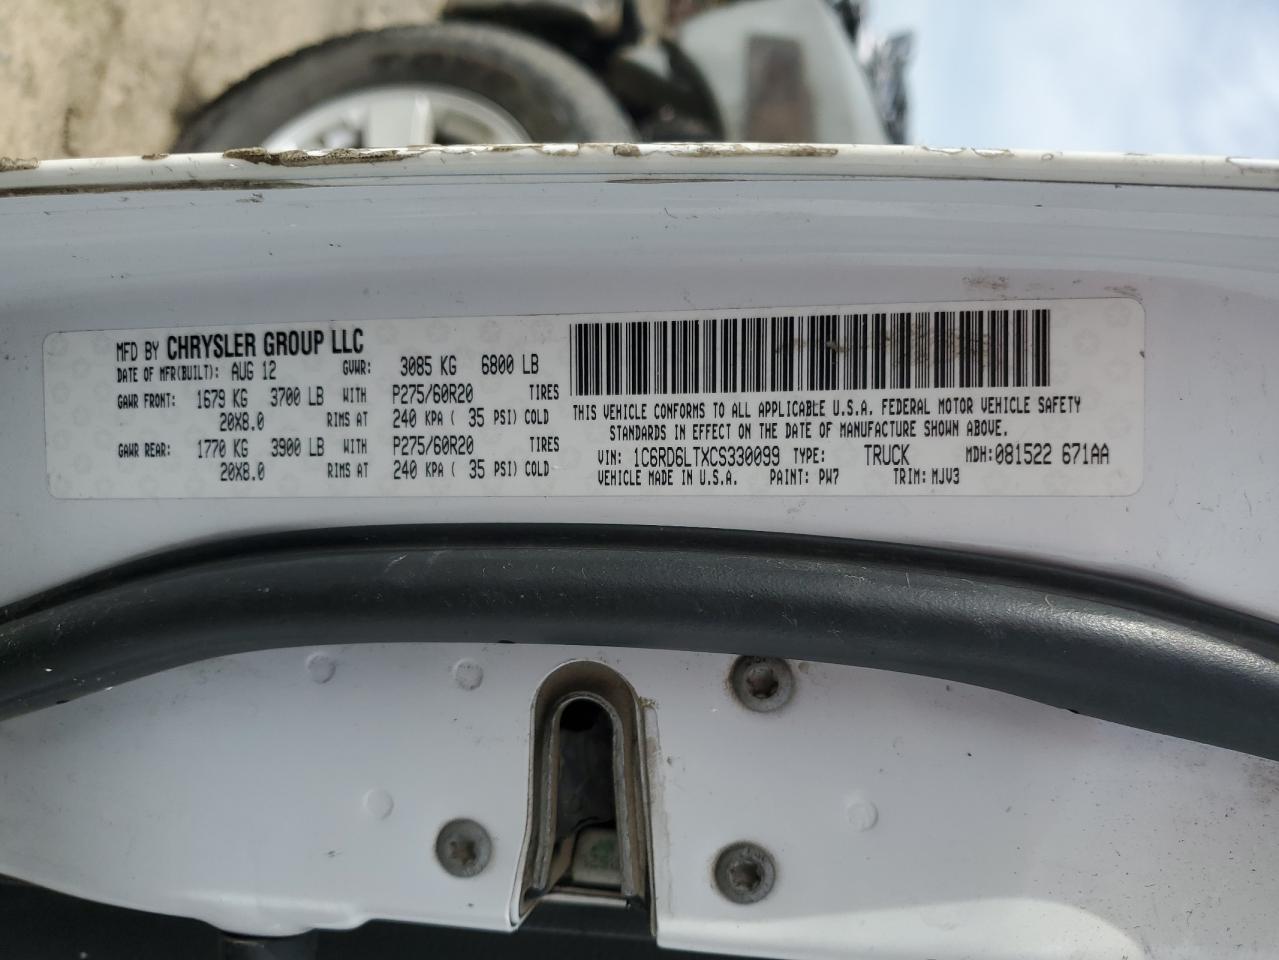 MFD BY CHRYSLER GROUP LLC
DATE OF MFR(BUILT): AUG 12 GVWR: 3085 KG 6800 LB
GAWR FRONT: 1679 KG 3700 LB WITH P275/60R20 TIRES
20X8.0 RIMS AT 240 KPA ( 35 PSI) COLD
GAWR REAR: 1770 KG 3900 LB WITH P275/60R20 TIRES
20X8.0 RIMS AT 240 KPA ( 35 PSI) COLD
THIS VEHICLE CONFORMS TO ALL APPLICABLE U.S.A. FEDERAL MOTOR VEHICLE SAFETY
STANDARDS IN EFFECT ON THE DATE OF MANUFACTURE SHOWN ABOVE.
VIN: 1C6RD6LTXCS330099 TYPE: TRUCK MDH: 081522 671AA
VEHICLE MADE IN U.S.A. PAINT: PW7 TRIM: MJV3